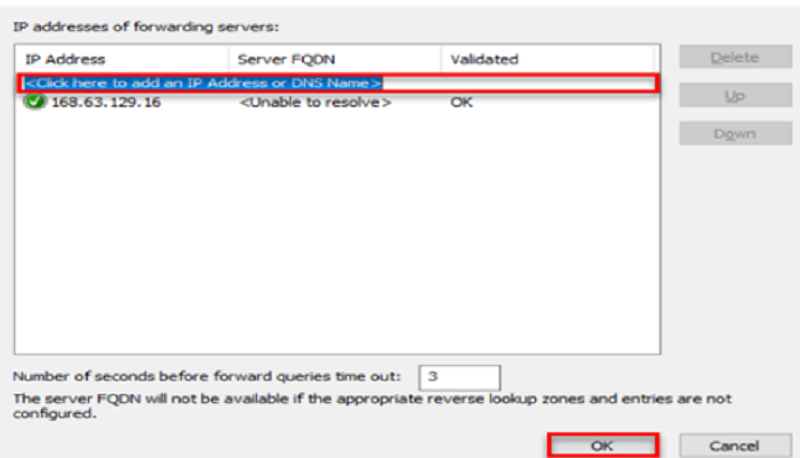 IP addresses of forwarding servers:
IP Address Server FQDN Validated
Delete
<Click here to add an IP Address or DNS Name>
168.63.129.16 <Unable to resolve> OK
Up
Down
Number of seconds before forward queries time out: 3
The server FQDN will not be available if the appropriate reverse lookup zones and entries are not
configured.
OK Cancel